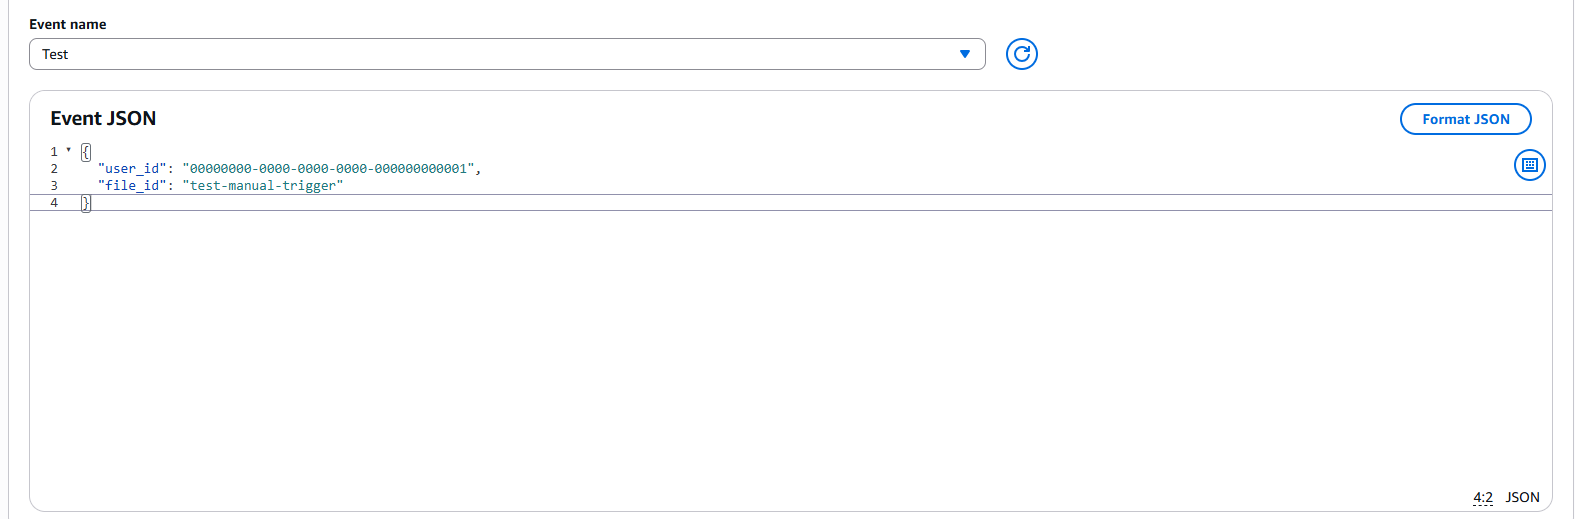 Event name
Test
Event JSON
Format JSON
1 {
2 "user_id": "00000000-0000-0000-0000-000000000001",
3 "file_id": "test-manual-trigger"
4 }
4:2 JSON